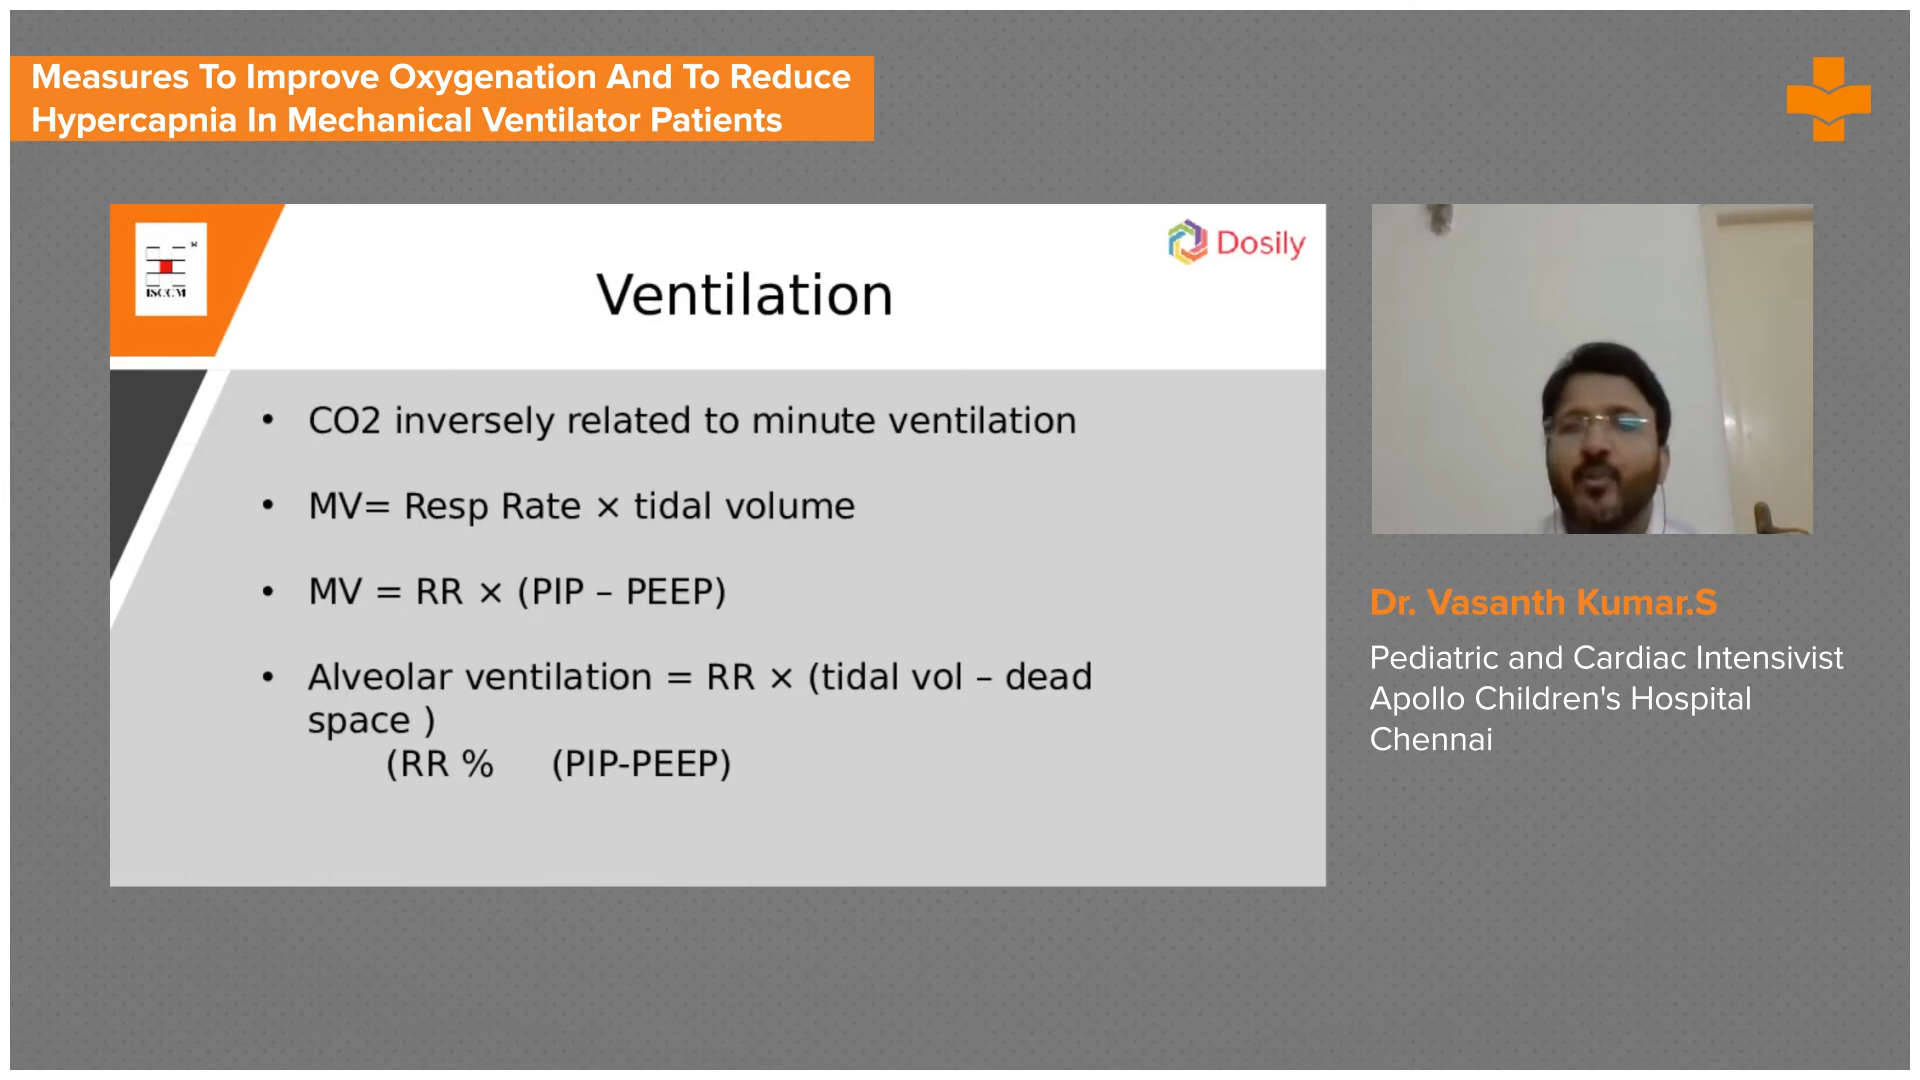 Measures To Improve Oxygenation And To Reduce
Hypercapnia In Mechanical Ventilator Patients
ISCCM
Dosily
Ventilation
• CO2 inversely related to minute ventilation
• MV= Resp Rate × tidal volume
• MV = RR × (PIP – PEEP)
• Alveolar ventilation = RR × (tidal vol – dead
space )
(RR % (PIP-PEEP)
Dr. Vasanth Kumar.S
Pediatric and Cardiac Intensivist
Apollo Children's Hospital
Chennai